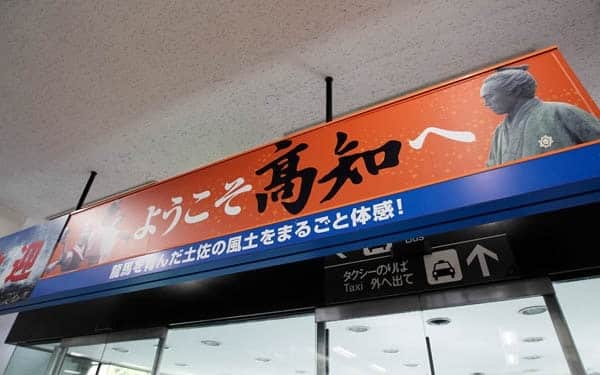 迎
ようこそ高知へ
龍馬を育んだ土佐の風土をまるごと体感!
Bus
タクシーのりば
Taxi 外へ出て